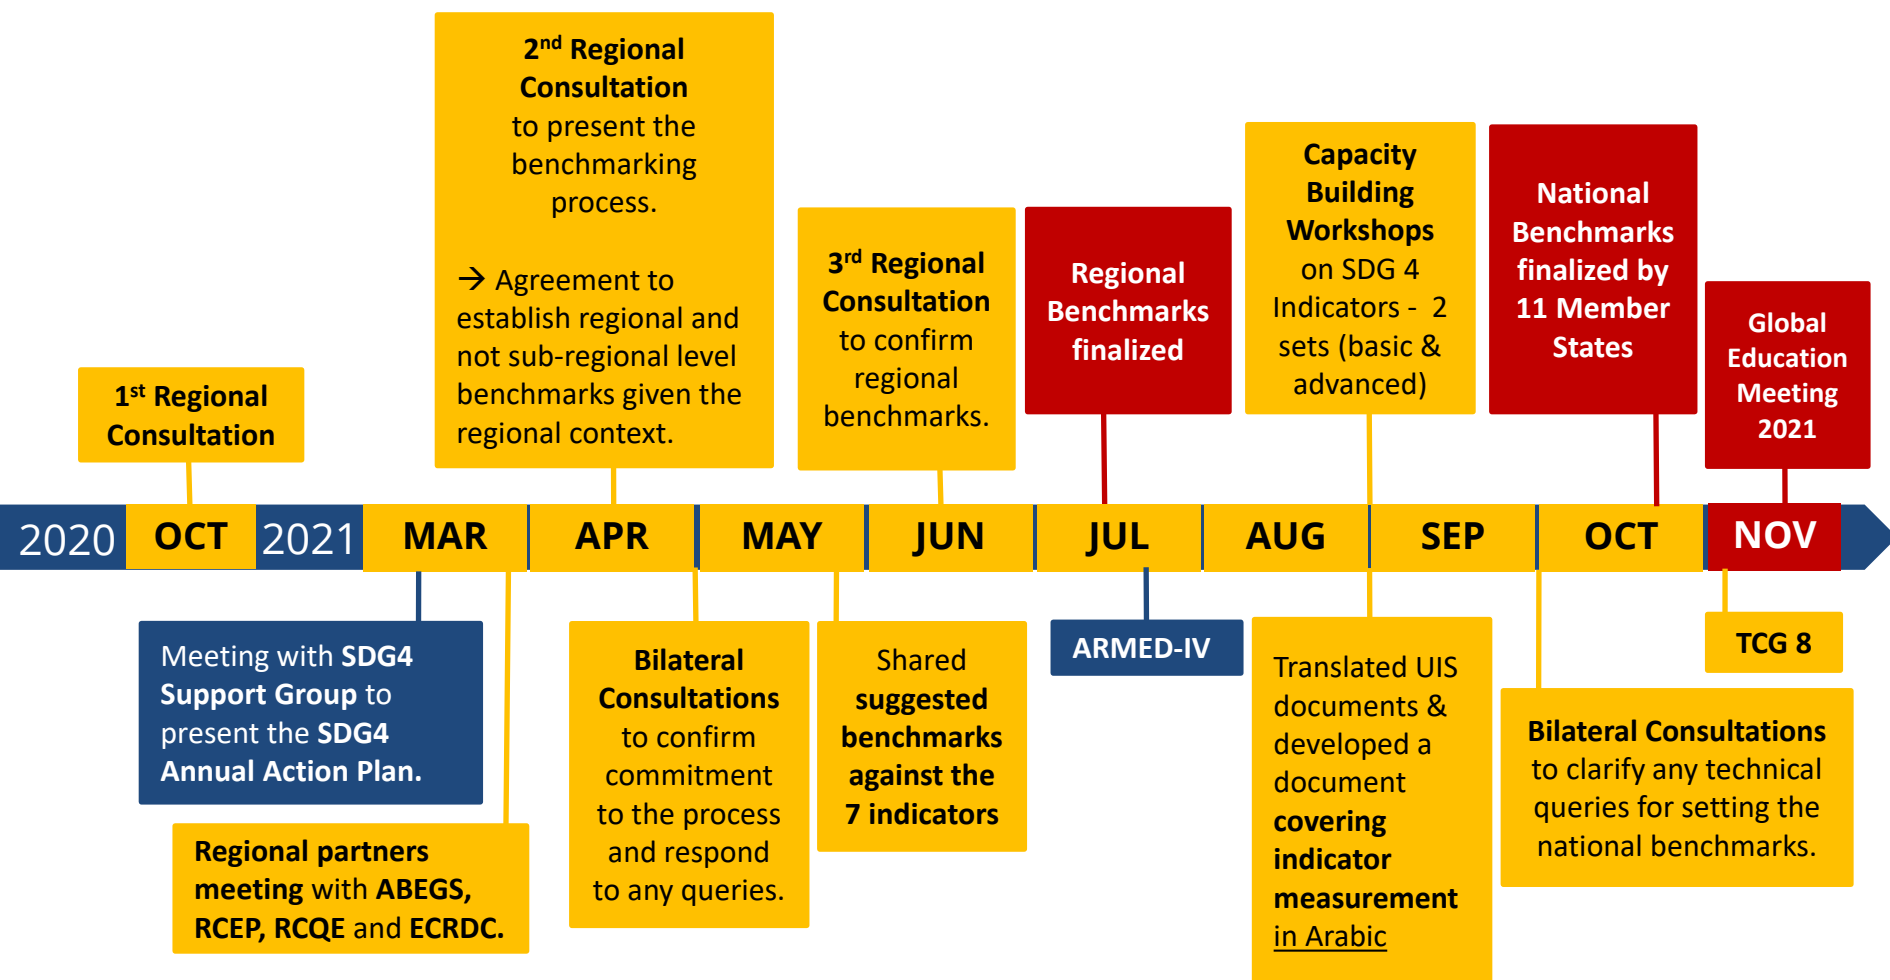 2nd Regional
Consultation
to present the
benchmarking
process.
→ Agreement to
establish regional and
not sub-regional level
benchmarks given the
regional context.
1st Regional
Consultation
3rd Regional
Consultation
to confirm
regional
benchmarks.
Regional
Benchmarks
finalized
Capacity
Building
Workshops
on SDG 4
Indicators - 2
sets (basic &
advanced)
National
Benchmarks
finalized by
11 Member
States
Global
Education
Meeting
2021
2020 OCT 2021 MAR APR MAY JUN JUL AUG SEP OCT NOV
Meeting with SDG4
Support Group to
present the SDG4
Annual Action Plan.
Regional partners
meeting with ABEGS,
RCEP, RCQE and ECRDC.
Bilateral
Consultations
to confirm
commitment
to the process
and respond
to any queries.
Shared
suggested
benchmarks
against the
7 indicators
ARMED-IV
Translated UIS
documents &
developed a
document
covering
indicator
measurement
in Arabic
TCG 8
Bilateral Consultations
to clarify any technical
queries for setting the
national benchmarks.